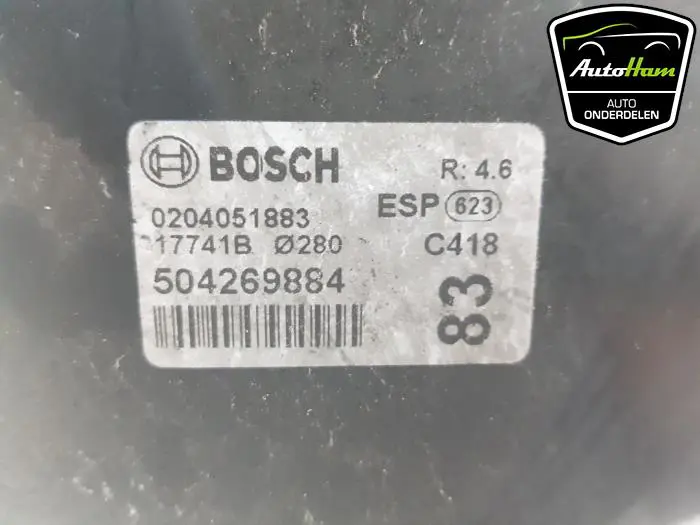 AutoHam
AUTO
ONDERDELEN
BOSCH
R: 4.6
0204051883
ESP 623
17741B Ø280
C418
504269884
83